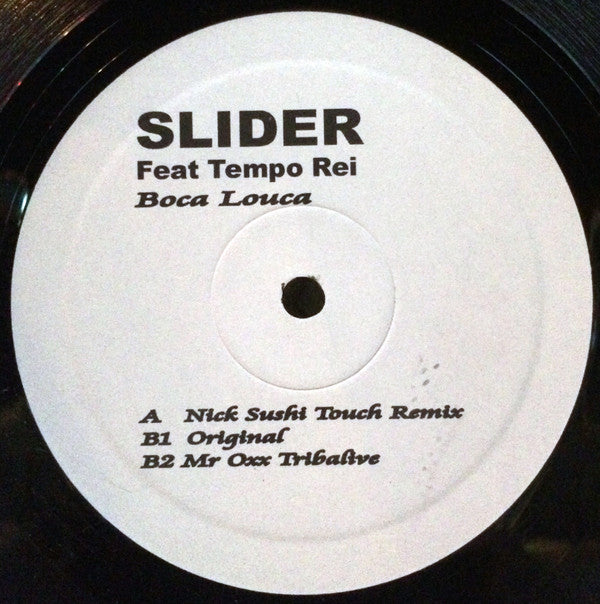 SLIDER
Feat Tempo Rei
Boca Louca
A Nick Sushi Touch Remix
B1 Original
B2 Mr Oxx Tribalive